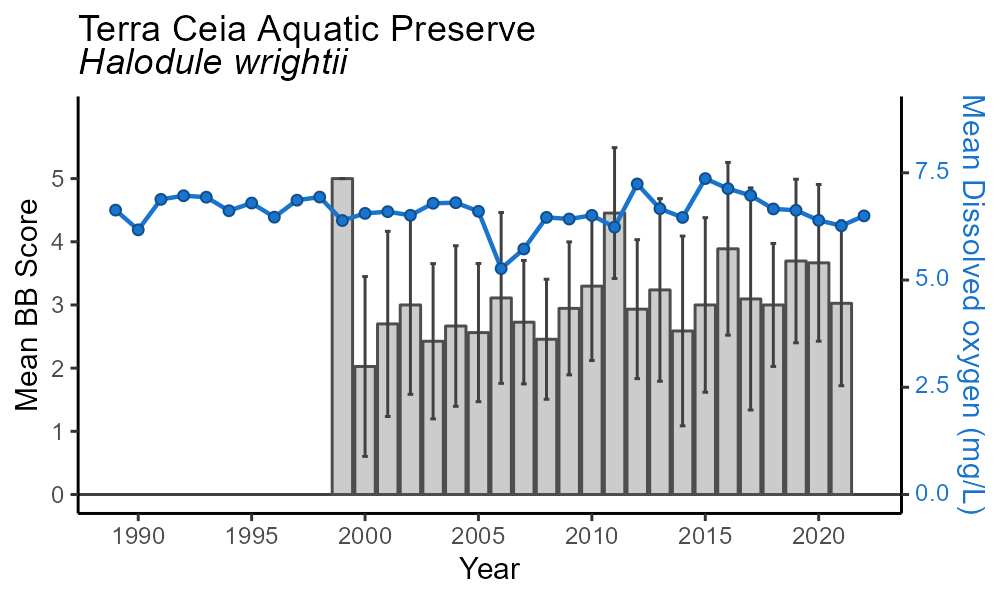 Terra Ceia Aquatic Preserve
Halodule wrightii
Mean BB Score
5
4
3
2
1
0
7.5
5.0
2.5
0.0
Mean Dissolved oxygen (mg/L)
1990 1995 2000 2005 2010 2015 2020
Year